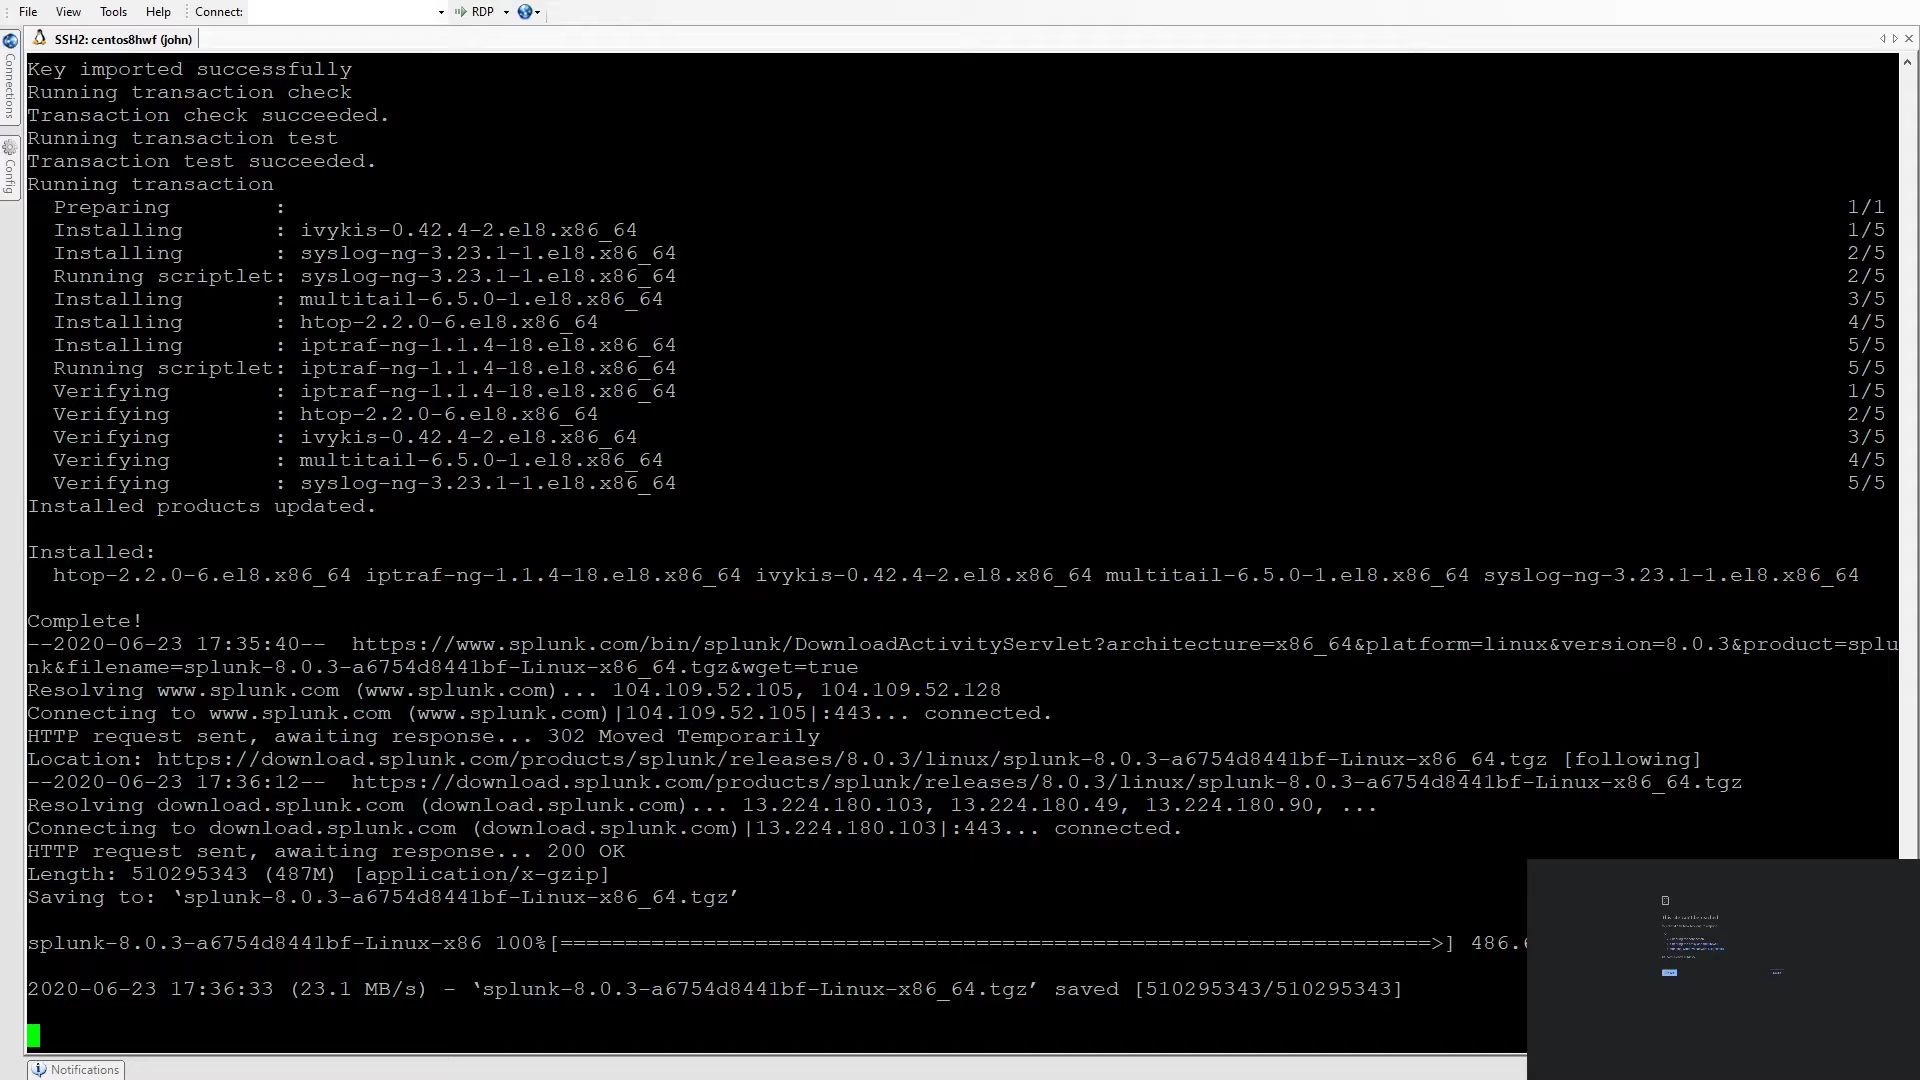 File View Tools Help Connect: RDP
SSH2: centos8hwf (john)
Connections
Config
Key imported successfully
Running transaction check
Transaction check succeeded.
Running transaction test
Transaction test succeeded.
Running transaction
Preparing : 1/1
Installing : ivykis-0.42.4-2.el8.x86_64 1/5
Installing : syslog-ng-3.23.1-1.el8.x86_64 2/5
Running scriptlet: syslog-ng-3.23.1-1.el8.x86_64 2/5
Installing : multitail-6.5.0-1.el8.x86_64 3/5
Installing : htop-2.2.0-6.el8.x86_64 4/5
Installing : iptraf-ng-1.1.4-18.el8.x86_64 5/5
Running scriptlet: iptraf-ng-1.1.4-18.el8.x86_64 5/5
Verifying : iptraf-ng-1.1.4-18.el8.x86_64 1/5
Verifying : htop-2.2.0-6.el8.x86_64 2/5
Verifying : ivykis-0.42.4-2.el8.x86_64 3/5
Verifying : multitail-6.5.0-1.el8.x86_64 4/5
Verifying : syslog-ng-3.23.1-1.el8.x86_64 5/5
Installed products updated.
Installed:
htop-2.2.0-6.el8.x86_64 iptraf-ng-1.1.4-18.el8.x86_64 ivykis-0.42.4-2.el8.x86_64 multitail-6.5.0-1.el8.x86_64 syslog-ng-3.23.1-1.el8.x86_64
Complete!
--2020-06-23 17:35:40-- https://www.splunk.com/bin/splunk/DownloadActivityServlet?architecture=x86_64&platform=linux&version=8.0.3&product=splu
nk&filename=splunk-8.0.3-a6754d8441bf-Linux-x86_64.tgz&wget=true
Resolving www.splunk.com (www.splunk.com)... 104.109.52.105, 104.109.52.128
Connecting to www.splunk.com (www.splunk.com)|104.109.52.105|:443... connected.
HTTP request sent, awaiting response... 302 Moved Temporarily
Location: https://download.splunk.com/products/splunk/releases/8.0.3/linux/splunk-8.0.3-a6754d8441bf-Linux-x86_64.tgz [following]
--2020-06-23 17:36:12-- https://download.splunk.com/products/splunk/releases/8.0.3/linux/splunk-8.0.3-a6754d8441bf-Linux-x86_64.tgz
Resolving download.splunk.com (download.splunk.com)... 13.224.180.103, 13.224.180.49, 13.224.180.90, ...
Connecting to download.splunk.com (download.splunk.com)|13.224.180.103|:443... connected.
HTTP request sent, awaiting response... 200 OK
Length: 510295343 (487M) [application/x-gzip]
Saving to: ‘splunk-8.0.3-a6754d8441bf-Linux-x86_64.tgz’
splunk-8.0.3-a6754d8441bf-Linux-x86 100%[===================================================================>] 486.6
2020-06-23 17:36:33 (23.1 MB/s) - ‘splunk-8.0.3-a6754d8441bf-Linux-x86_64.tgz’ saved [510295343/510295343]
Notifications